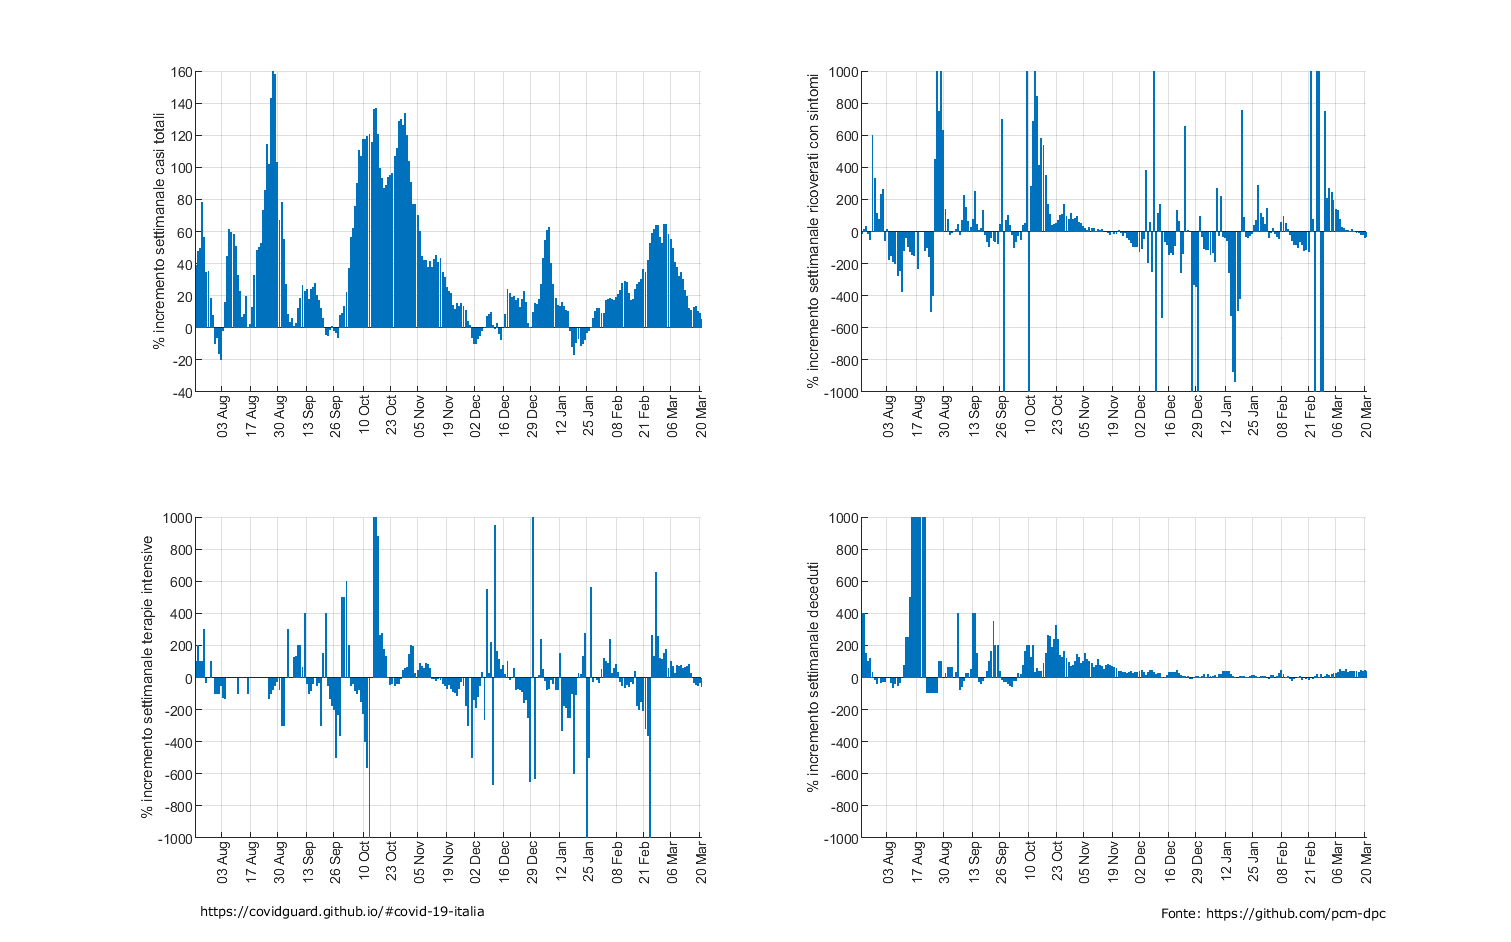 % incremento settimanale casi totali
160
140
120
100
80
60
40
20
0
-20
-40
03 Aug
17 Aug
30 Aug
13 Sep
26 Sep
10 Oct
23 Oct
05 Nov
19 Nov
02 Dec
16 Dec
29 Dec
12 Jan
25 Jan
08 Feb
21 Feb
06 Mar
20 Mar
% incremento settimanale ricoverati con sintomi
1000
800
600
400
200
0
-200
-400
-600
-800
-1000
03 Aug
17 Aug
30 Aug
13 Sep
26 Sep
10 Oct
23 Oct
05 Nov
19 Nov
02 Dec
16 Dec
29 Dec
12 Jan
25 Jan
08 Feb
21 Feb
06 Mar
20 Mar
% incremento settimanale terapie intensive
1000
800
600
400
200
0
-200
-400
-600
-800
-1000
03 Aug
17 Aug
30 Aug
13 Sep
26 Sep
10 Oct
23 Oct
05 Nov
19 Nov
02 Dec
16 Dec
29 Dec
12 Jan
25 Jan
08 Feb
21 Feb
06 Mar
20 Mar
% incremento settimanale deceduti
1000
800
600
400
200
0
-200
-400
-600
-800
-1000
03 Aug
17 Aug
30 Aug
13 Sep
26 Sep
10 Oct
23 Oct
05 Nov
19 Nov
02 Dec
16 Dec
29 Dec
12 Jan
25 Jan
08 Feb
21 Feb
06 Mar
20 Mar
https://covidguard.github.io/#covid-19-italia
Fonte: https://github.com/pcm-dpc